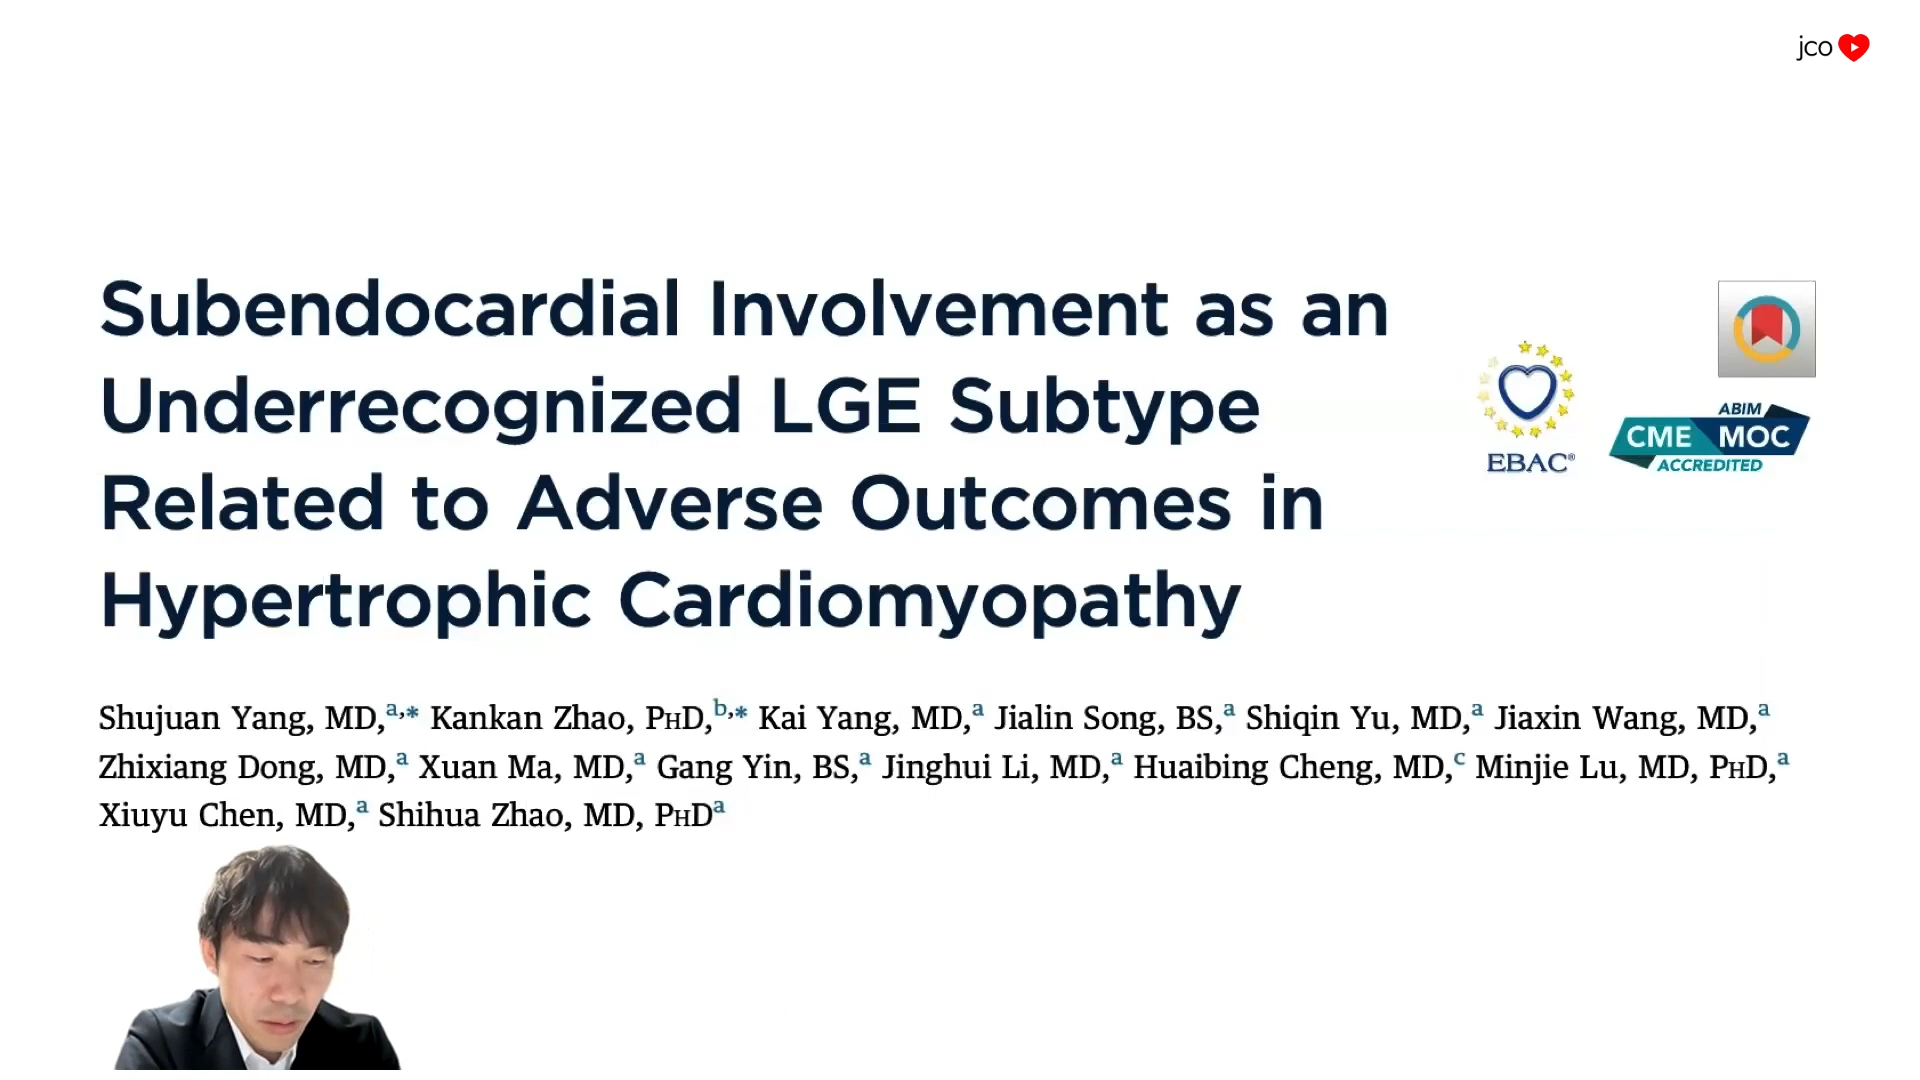 jco
Subendocardial Involvement as an
Underrecognized LGE Subtype
Related to Adverse Outcomes in
Hypertrophic Cardiomyopathy
EBAC®
ABIM
CME MOC
ACCREDITED
Shujuan Yang, MD,a,* Kankan Zhao, PhD,b,* Kai Yang, MD,a Jialin Song, BS,a Shiqin Yu, MD,a Jiaxin Wang, MD,a
Zhixiang Dong, MD,a Xuan Ma, MD,a Gang Yin, BS,a Jinghui Li, MD,a Huaibing Cheng, MD,c Minjie Lu, MD, PhD,a
Xiuyu Chen, MD,a Shihua Zhao, MD, PhDa